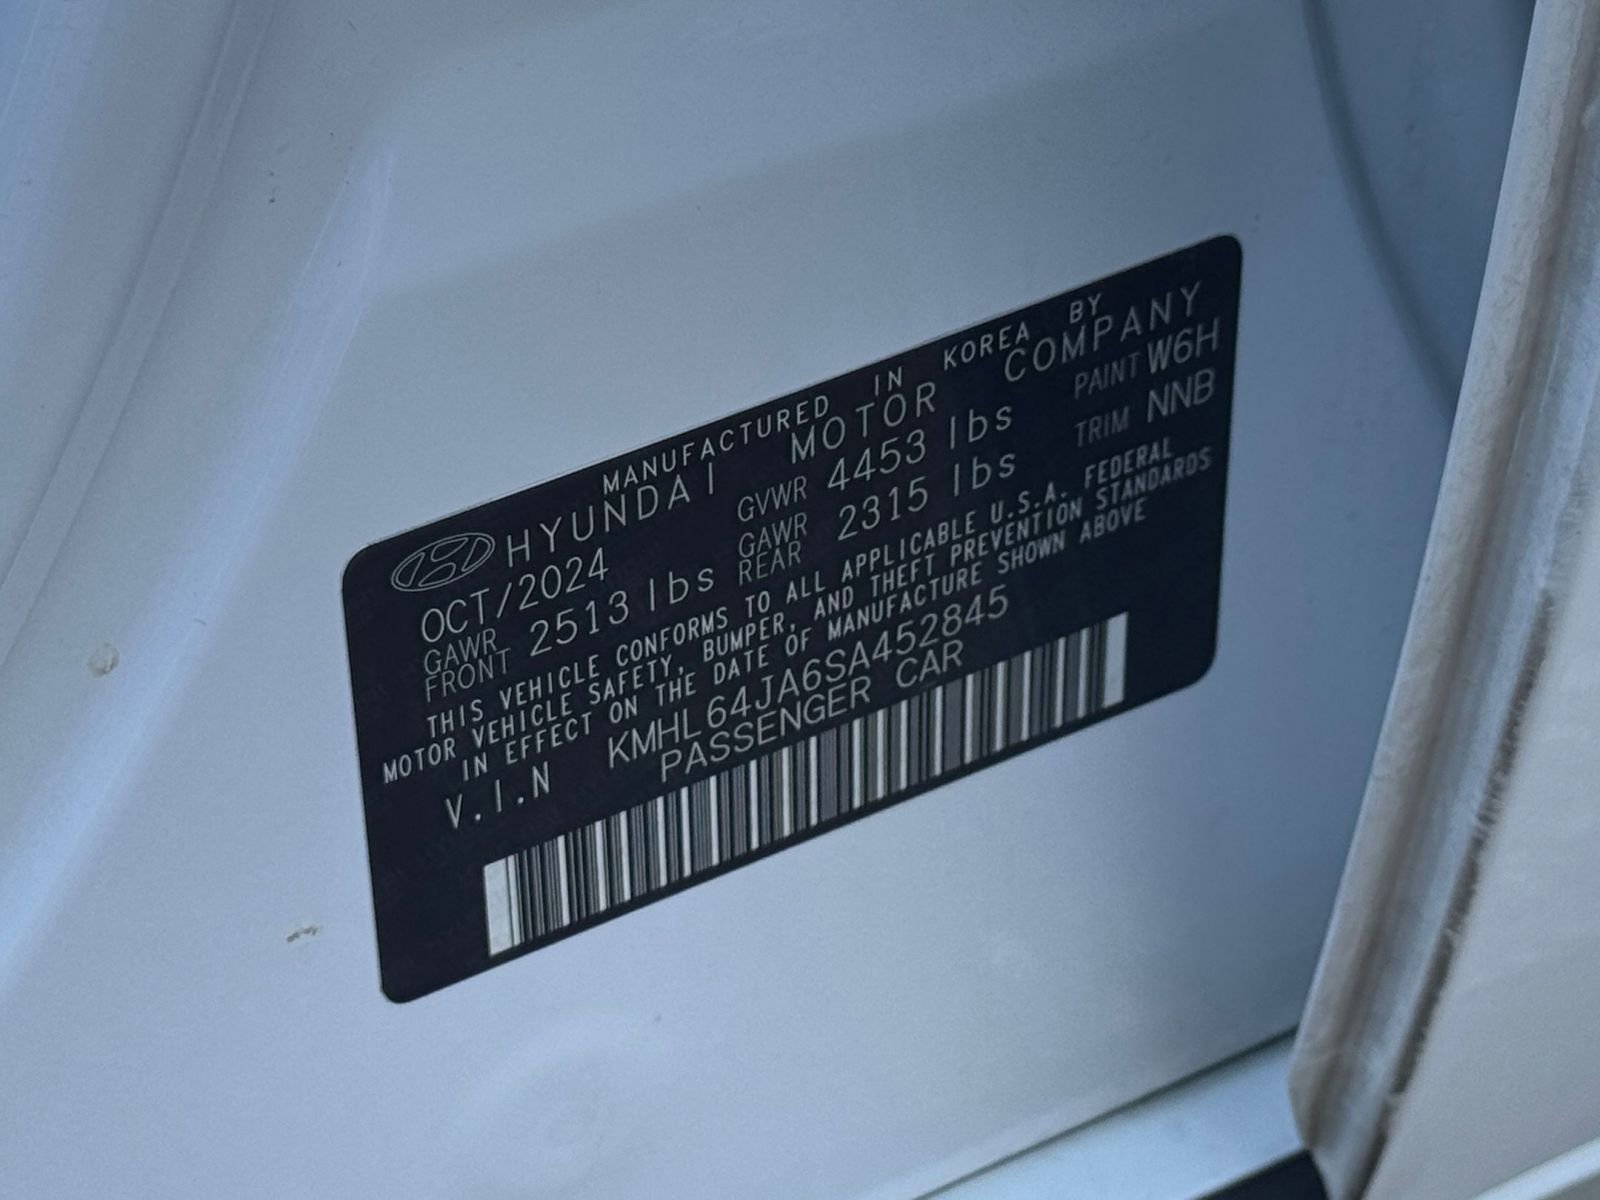 MANUFACTURED IN KOREA BY
HYUNDAI MOTOR COMPANY
OCT/2024 GVWR 4453 lbs PAINT W6H
GAWR FRONT 2513 lbs GAWR REAR 2315 lbs TRIM NNB
THIS VEHICLE CONFORMS TO ALL APPLICABLE U.S.A. FEDERAL
MOTOR VEHICLE SAFETY, BUMPER, AND THEFT PREVENTION STANDARDS
IN EFFECT ON THE DATE OF MANUFACTURE SHOWN ABOVE
V.I.N KMHL64JA6SA452845
PASSENGER CAR